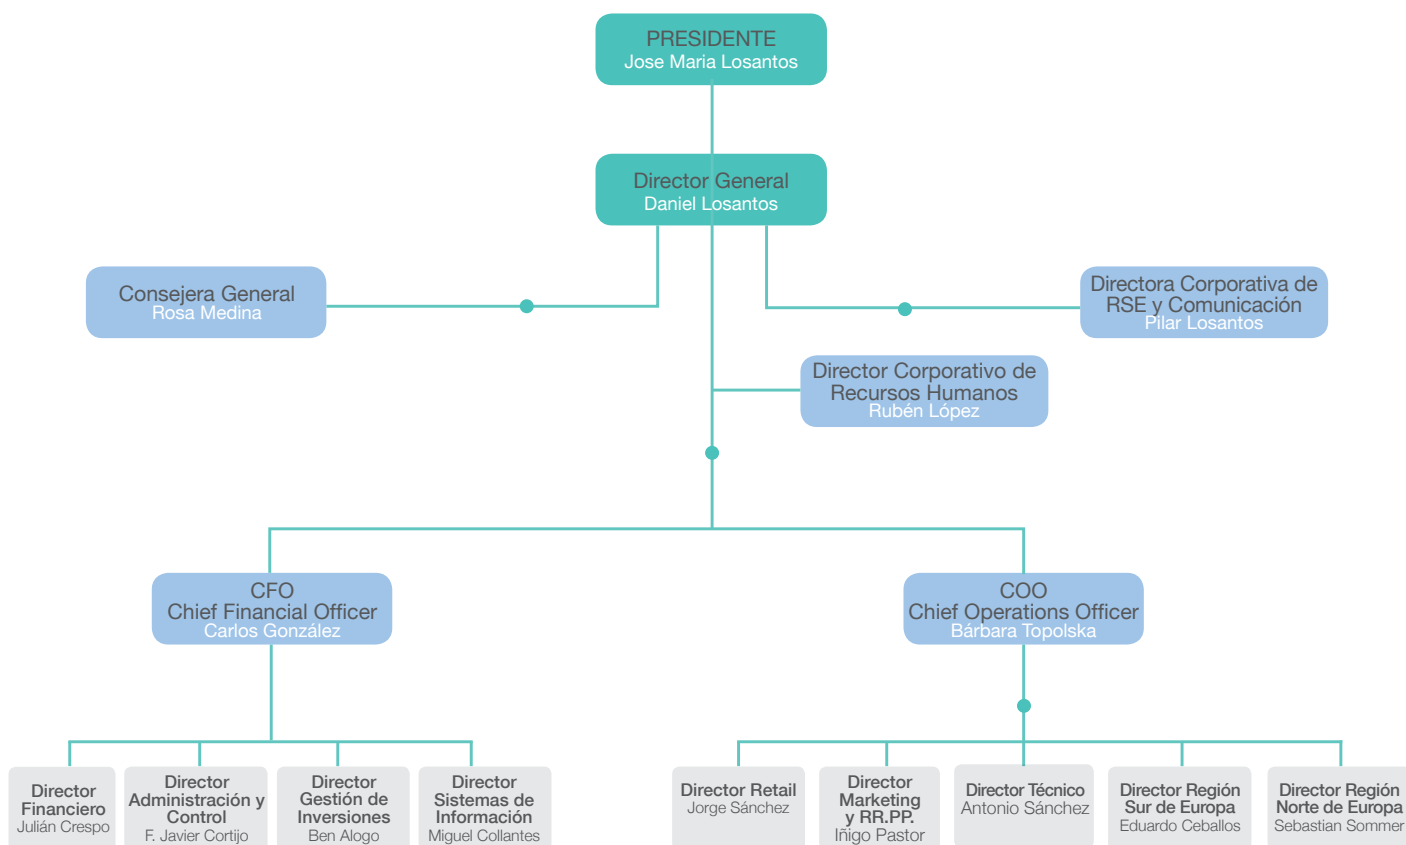 PRESIDENTE
Jose Maria Losantos
Director General
Daniel Losantos
Consejera General
Rosa Medina
Directora Corporativa de
RSE y Comunicación
Pilar Losantos
Director Corporativo de
Recursos Humanos
Rubén López
CFO
Chief Financial Officer
Carlos González
COO
Chief Operations Officer
Bárbara Topolska
Director
Financiero
Julián Crespo
Director
Administración y
Control
F. Javier Cortijo
Director
Gestión de
Inversiones
Ben Alogo
Director
Sistemas de
Información
Miguel Collantes
Director Retail
Jorge Sánchez
Director
Marketing
y RR.PP.
Iñigo Pastor
Director Técnico
Antonio Sánchez
Director Región
Sur de Europa
Eduardo Ceballos
Director Región
Norte de Europa
Sebastian Sommer